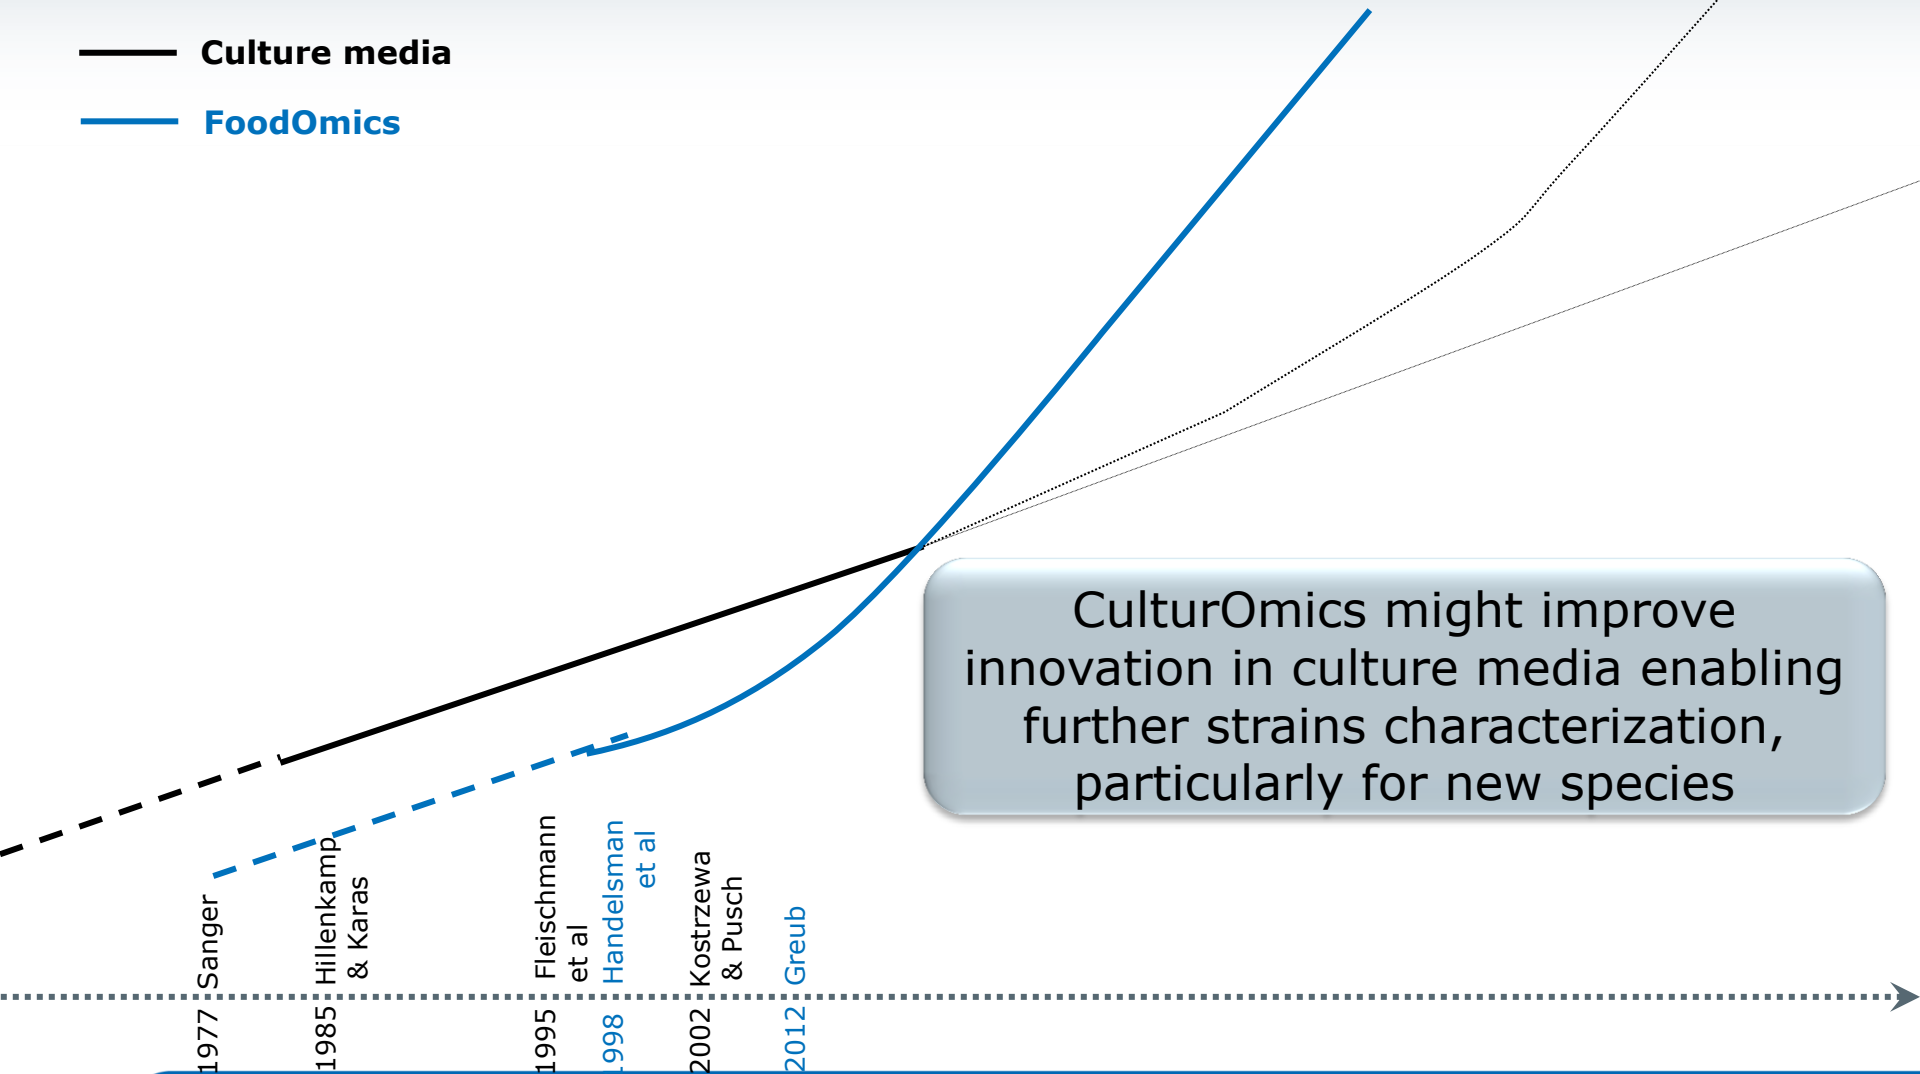 Culture media
FoodOmics
CulturOmics might improve
innovation in culture media enabling
further strains characterization,
particularly for new species
Sanger
Hillenkamp
& Karas
Fleischmann
et al
Handelsman
et al
Kostrzewa
& Pusch
Greub
1977
1985
1995
1998
2002
2012